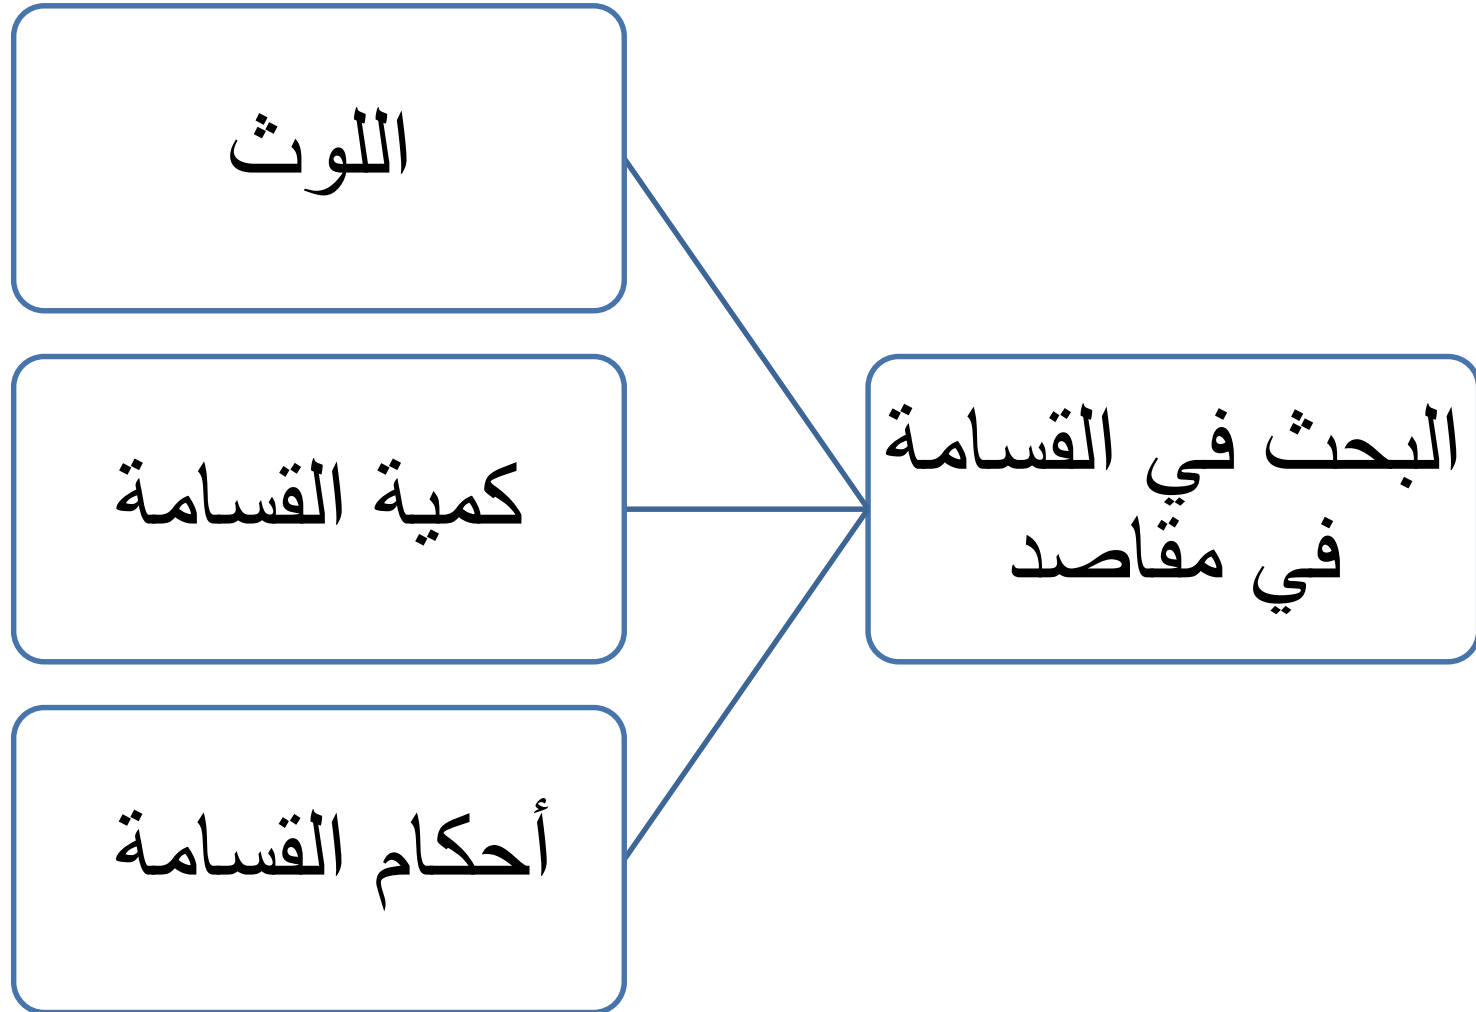 البحث في القسامة
في مقاصد
اللوث
كمية القسامة
أحكام القسامة